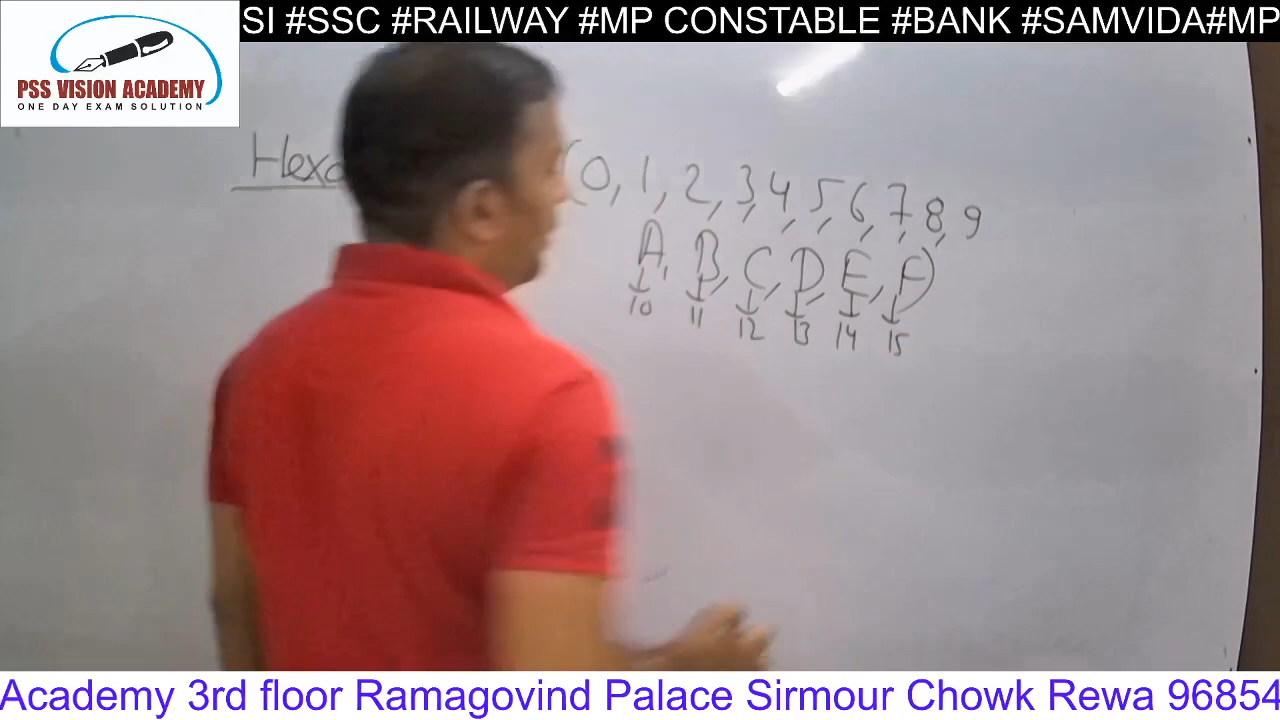 SI #SSC #RAILWAY #MP CONSTABLE #BANK #SAMVIDA#MP
PSS VISION ACADEMY
ONE DAY EXAM SOLUTION
Hexa
(0, 1, 2, 3, 4, 5, 6, 7, 8, 9
A, B, C, D, E, F)
10 11 12 13 14 15
Academy 3rd floor Ramagovind Palace Sirmour Chowk Rewa 96854